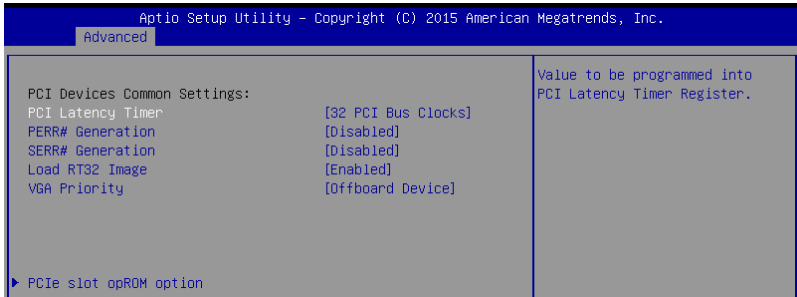 Aptio Setup Utility – Copyright (C) 2015 American Megatrends, Inc.
Advanced
PCI Devices Common Settings:
PCI Latency Timer [32 PCI Bus Clocks]
PERR# Generation [Disabled]
SERR# Generation [Disabled]
Load RT32 Image [Enabled]
VGA Priority [Offboard Device]
PCIe slot opROM option
Value to be programmed into
PCI Latency Timer Register.